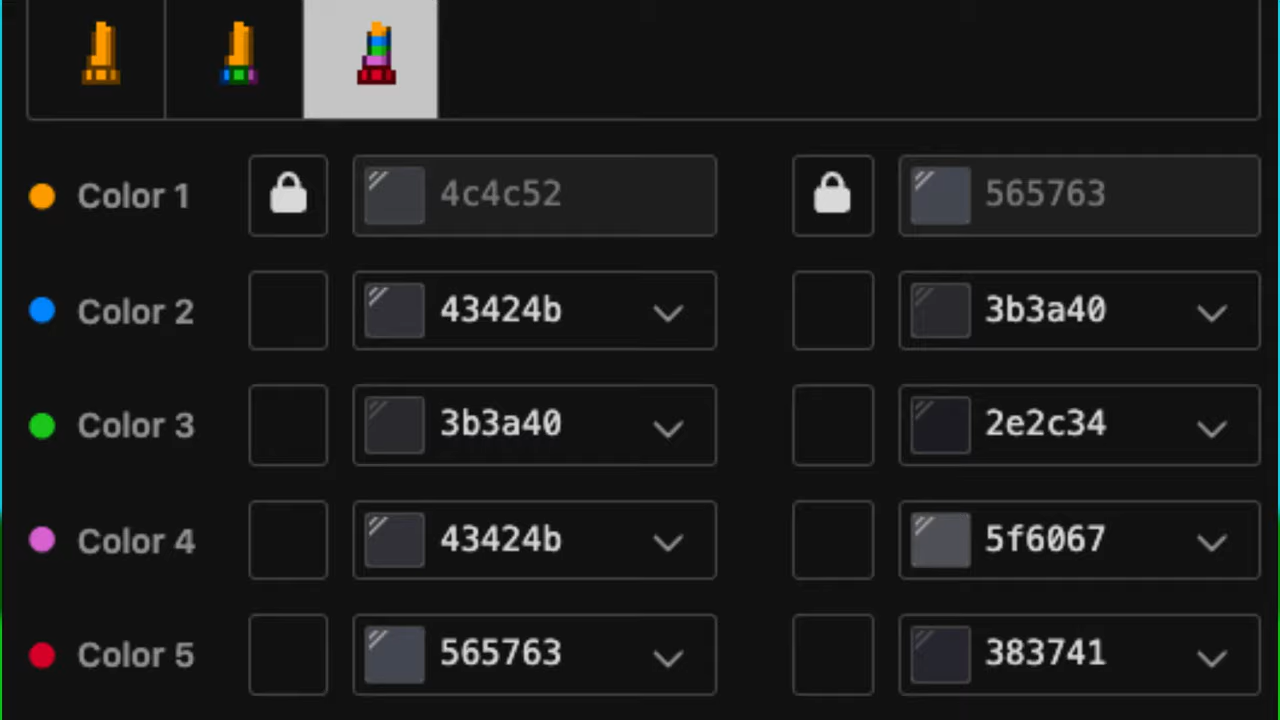 Color 1 4c4c52 565763
Color 2 43424b 3b3a40
Color 3 3b3a40 2e2c34
Color 4 43424b 5f6067
Color 5 565763 383741